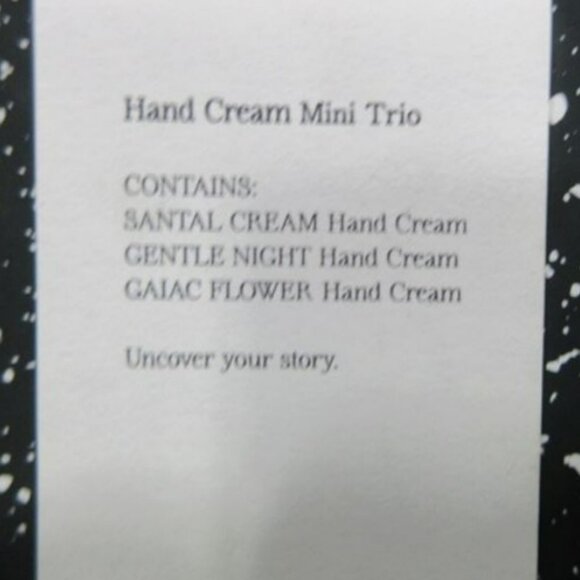 Hand Cream Mini Trio
CONTAINS:
SANTAL CREAM Hand Cream
GENTLE NIGHT Hand Cream
GAIAC FLOWER Hand Cream
Uncover your story.